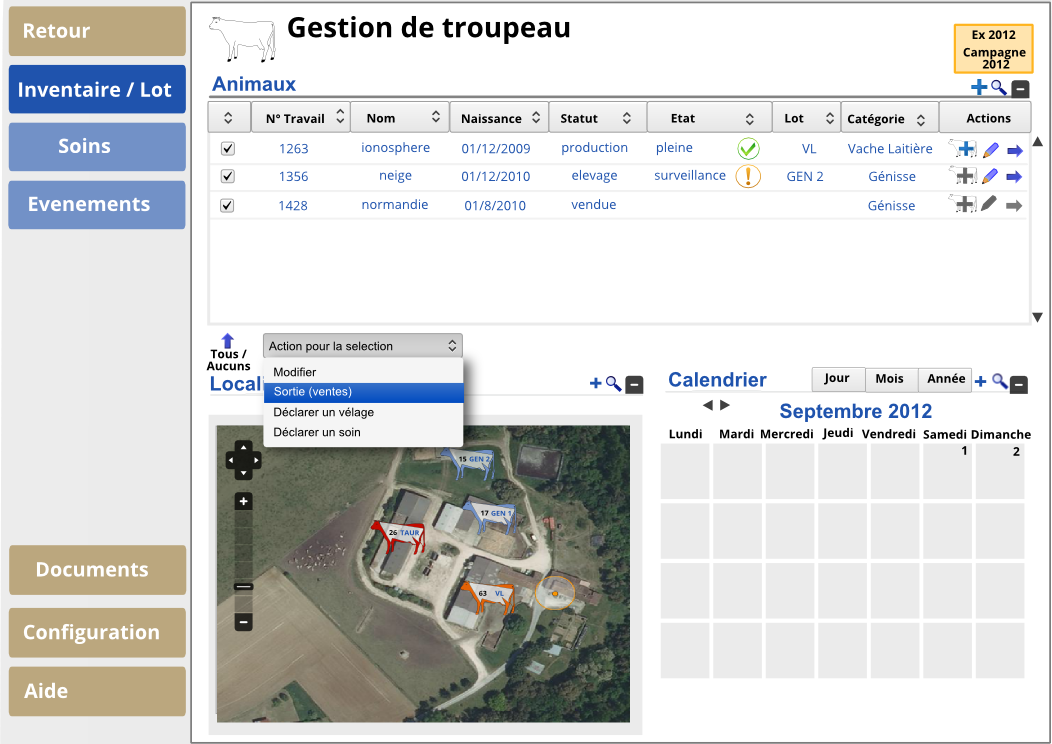 Retour
Inventaire / Lot
Soins
Evenements
Documents
Configuration
Aide
Gestion de troupeau
Ex 2012
Campagne
2012
Animaux
N° Travail Nom Naissance Statut Etat Lot Catégorie Actions
1263 ionosphere 01/12/2009 production pleine VL Vache Laitière
1356 neige 01/12/2010 elevage surveillance GEN 2 Génisse
1428 normandie 01/8/2010 vendue Génisse
Tous /
Aucuns
Action pour la selection
Modifier
Sortie (ventes)
Déclarer un vélage
Déclarer un soin
Locali
15 GEN 2
17 GEN 1
26 TAUR
63 VL
Calendrier
Jour Mois Année
Septembre 2012
Lundi Mardi Mercredi Jeudi Vendredi Samedi Dimanche
1 2